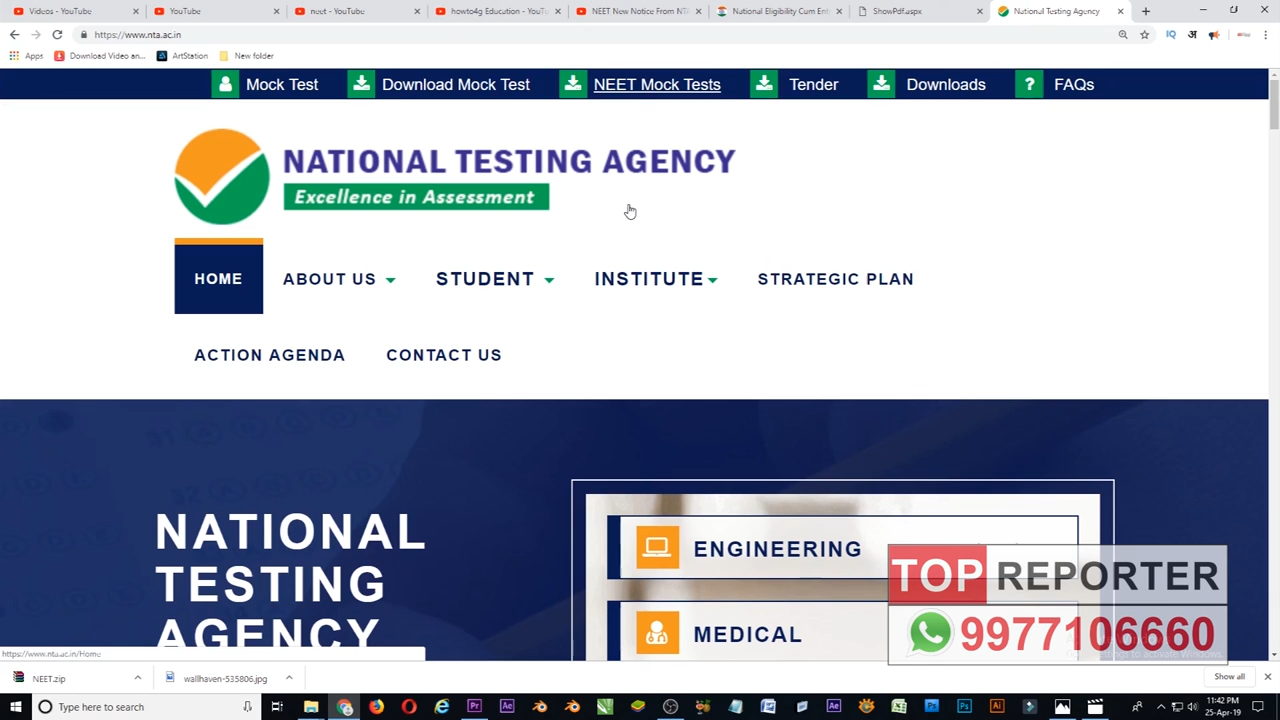 Videos - YouTube
YouTube
neet - YouTube
howto4g Education - YouTu
NEET New Notice From NTA
National Eligibility Cum Ent
ShowPdf.aspx
National Testing Agency
https://www.nta.ac.in
Apps
Download Video an...
ArtStation
New folder
Mock Test
Download Mock Test
NEET Mock Tests
Tender
Downloads
? FAQs
NATIONAL TESTING AGENCY
Excellence in Assessment
HOME
ABOUT US
STUDENT
INSTITUTE
STRATEGIC PLAN
ACTION AGENDA
CONTACT US
NATIONAL
TESTING
AGENCY
ENGINEERING
MEDICAL
TOP REPORTER
9977106660
https://www.nta.ac.in/Home
NEET.zip
wallhaven-535806.jpg
Show all
Type here to search
11:42 PM
25-Apr-19